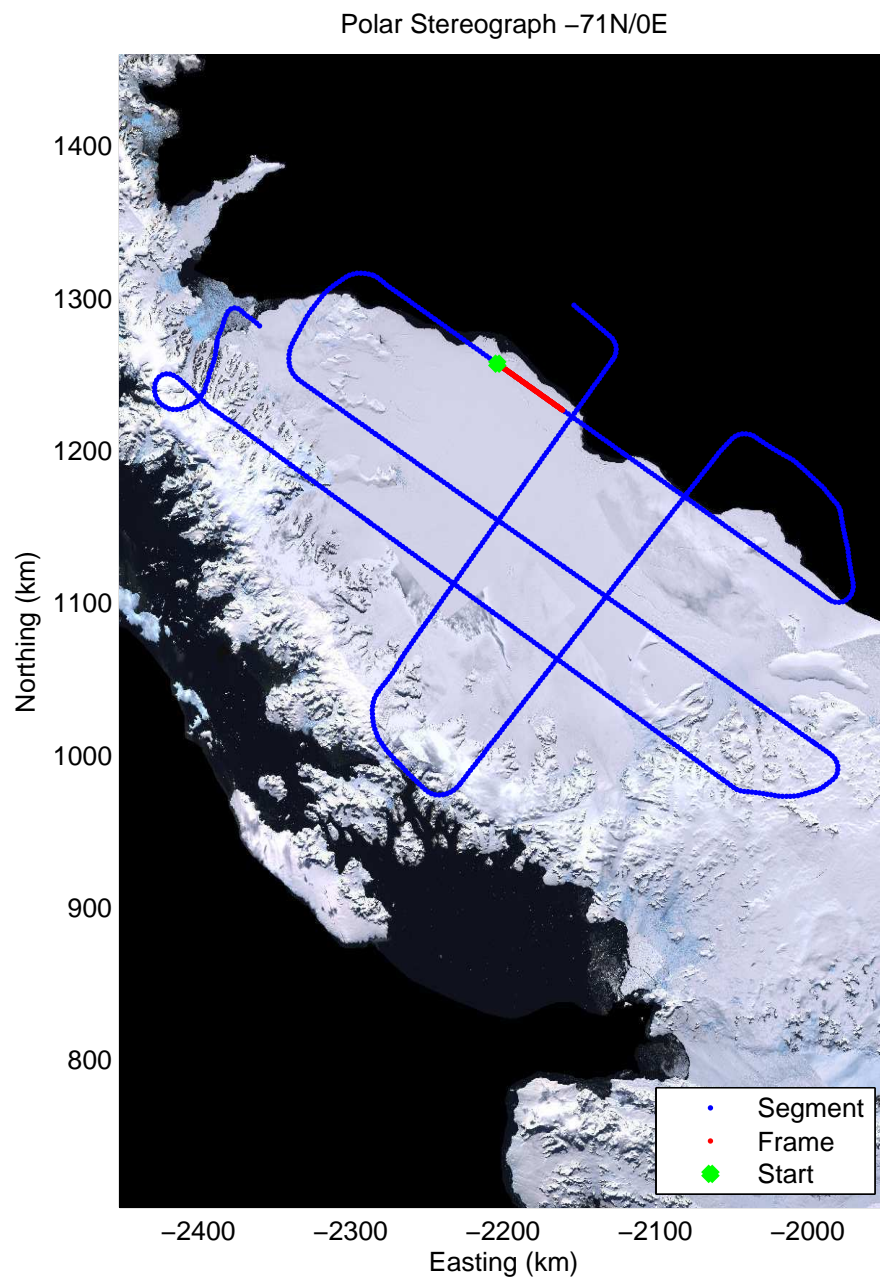 Polar Stereograph −71N/0E
1400
1300
1200
1100
1000
900
800
Northing (km)
−2400
−2300
−2200
−2100
−2000
Easting (km)
Segment
Frame
Start